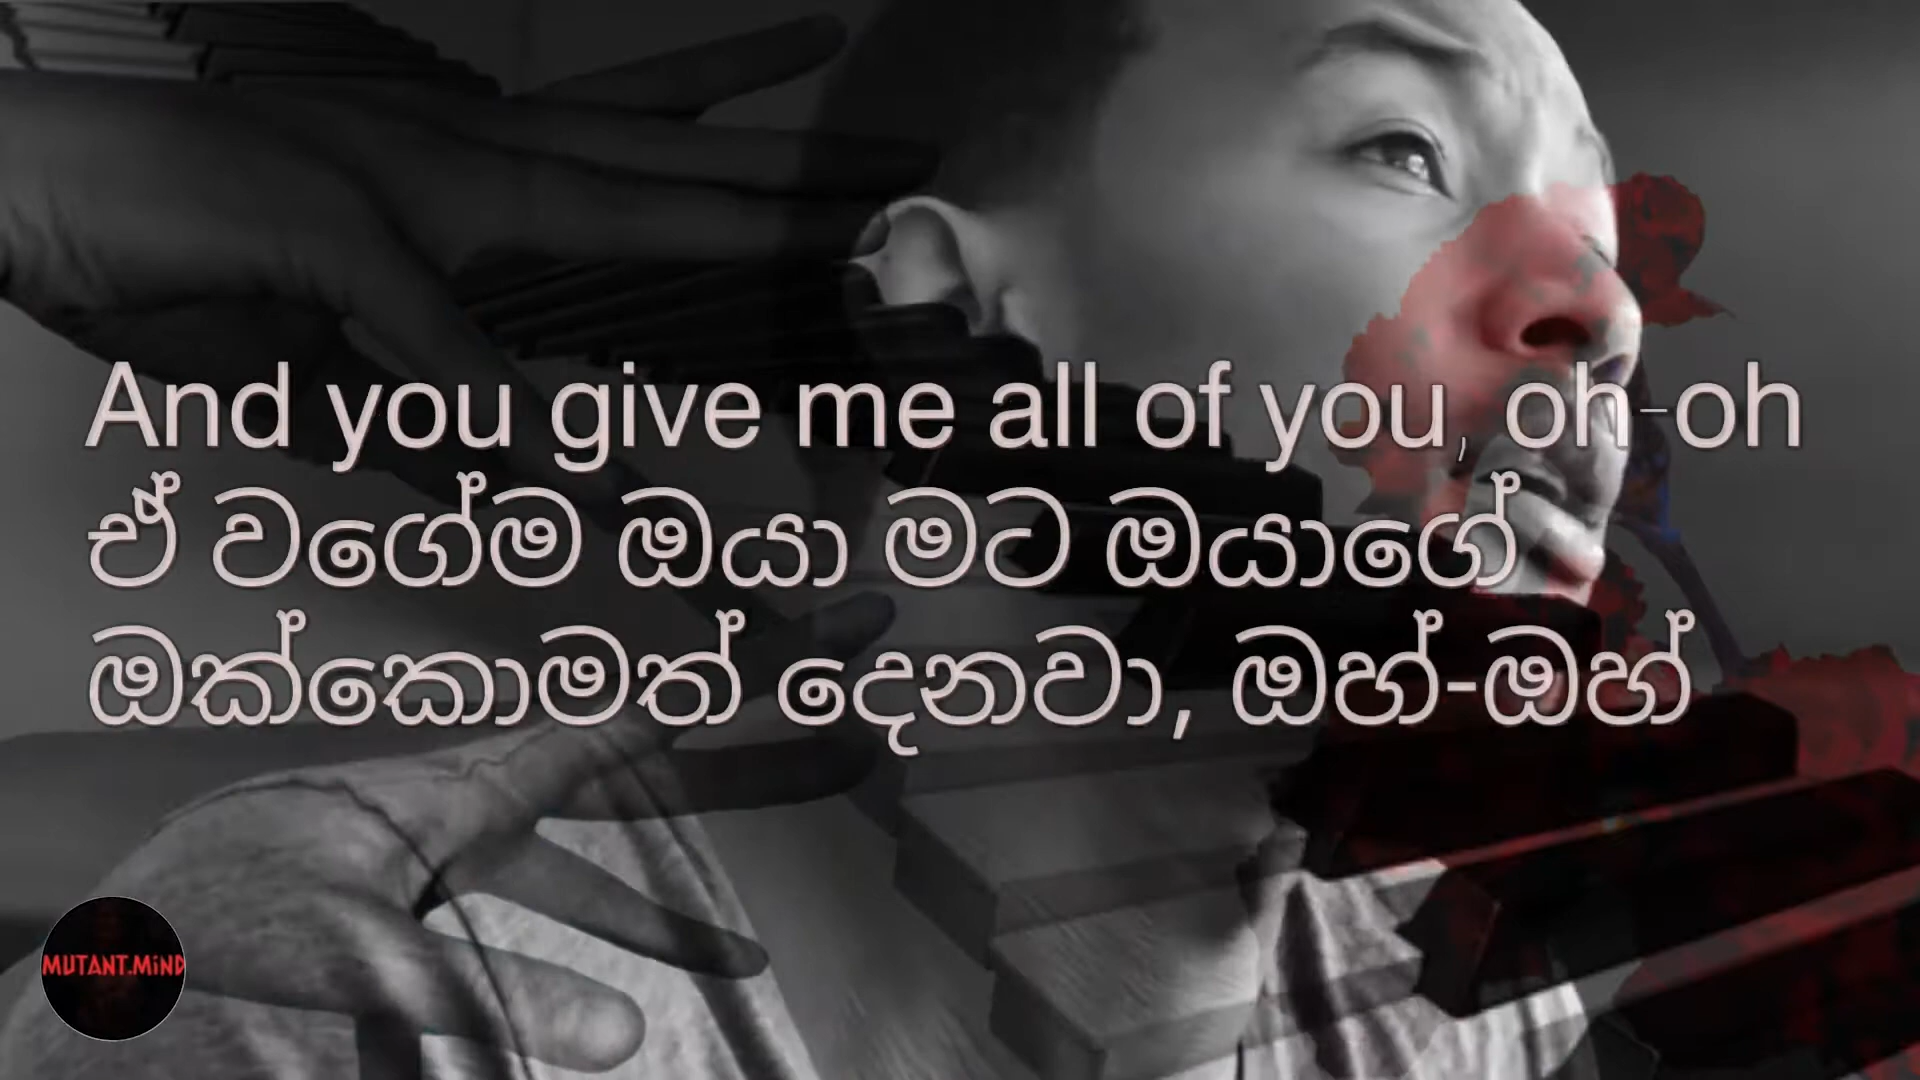 And you give me all of you, oh-oh
ඒ වගේම ඔයා මට ඔයාගේ
ඔක්කොමත් දෙනවා, ඔහ්-ඔහ්
MUTANT.MiND